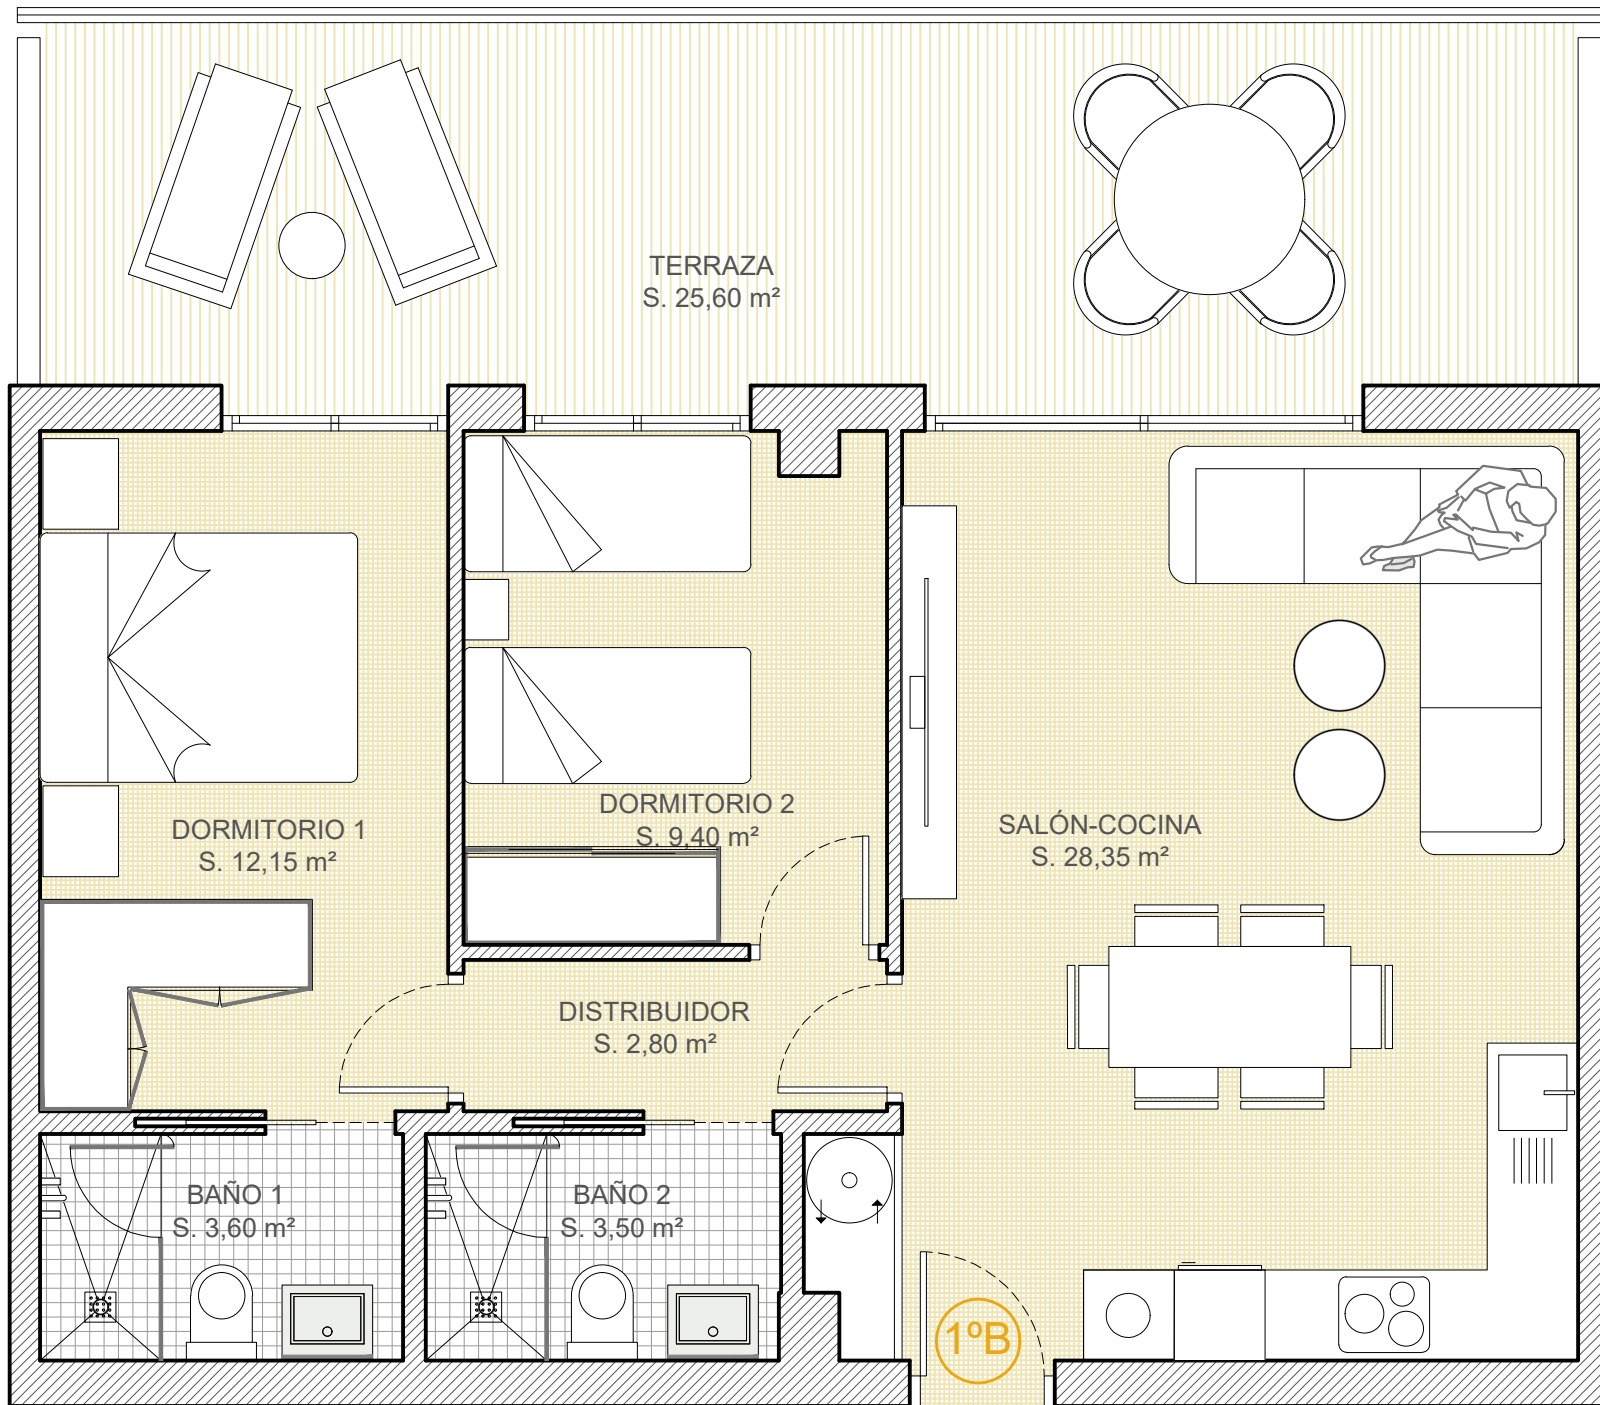 TERRAZA
S. 25,60 m²
DORMITORIO 1
S. 12,15 m²
DORMITORIO 2
S. 9,40 m²
SALÓN-COCINA
S. 28,35 m²
DISTRIBUIDOR
S. 2,80 m²
BAÑO 1
S. 3,60 m²
BAÑO 2
S. 3,50 m²
1ºB